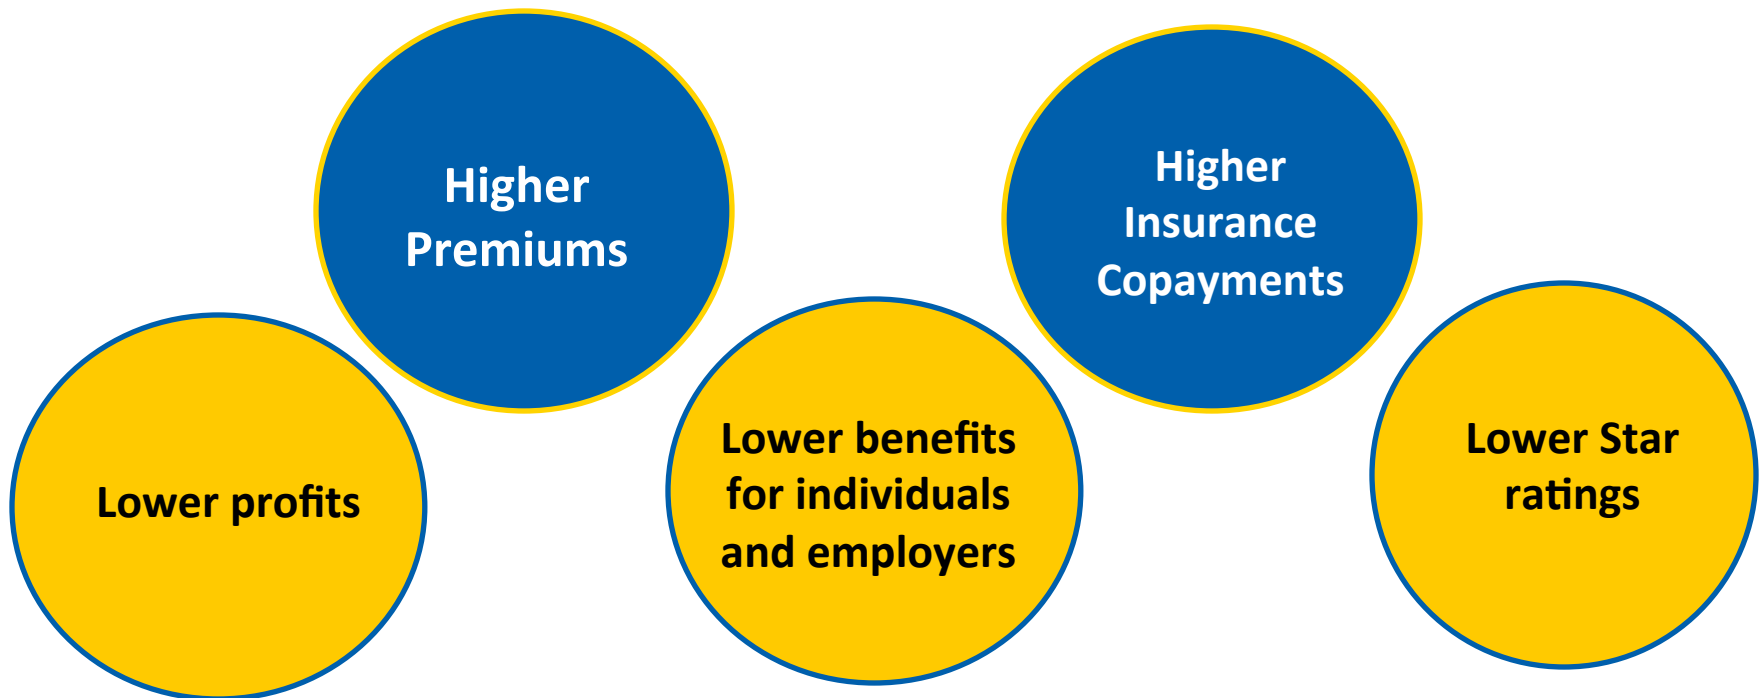 Higher
Premiums
Higher
Insurance
Copayments
Lower profits
Lower benefits
for individuals
and employers
Lower Star
ratings